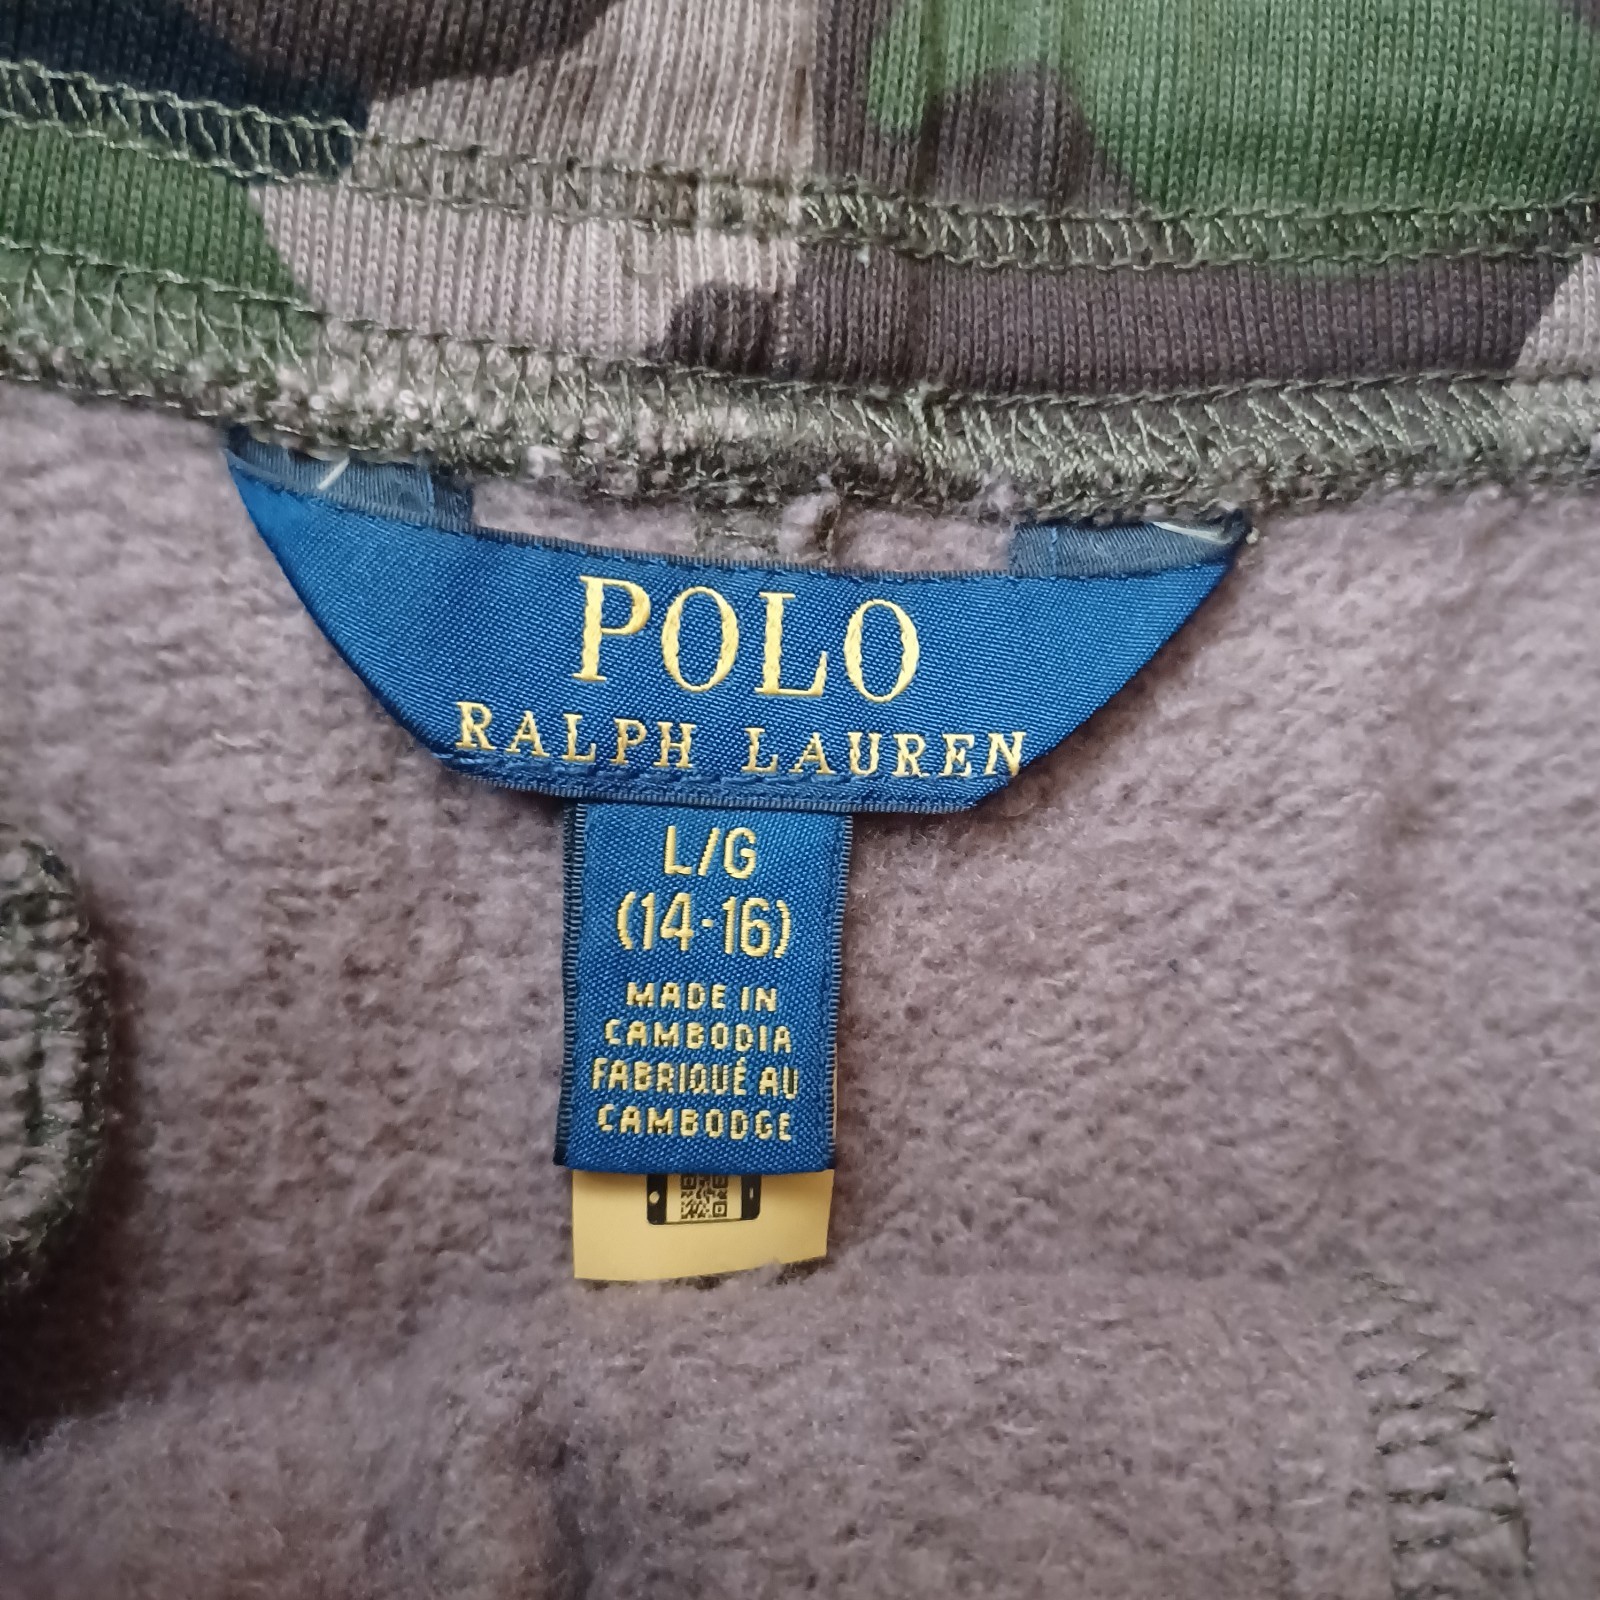 POLO
RALPH LAUREN
L/G
(14-16)
MADE IN
CAMBODIA
FABRIQUÉ AU
CAMBODGE